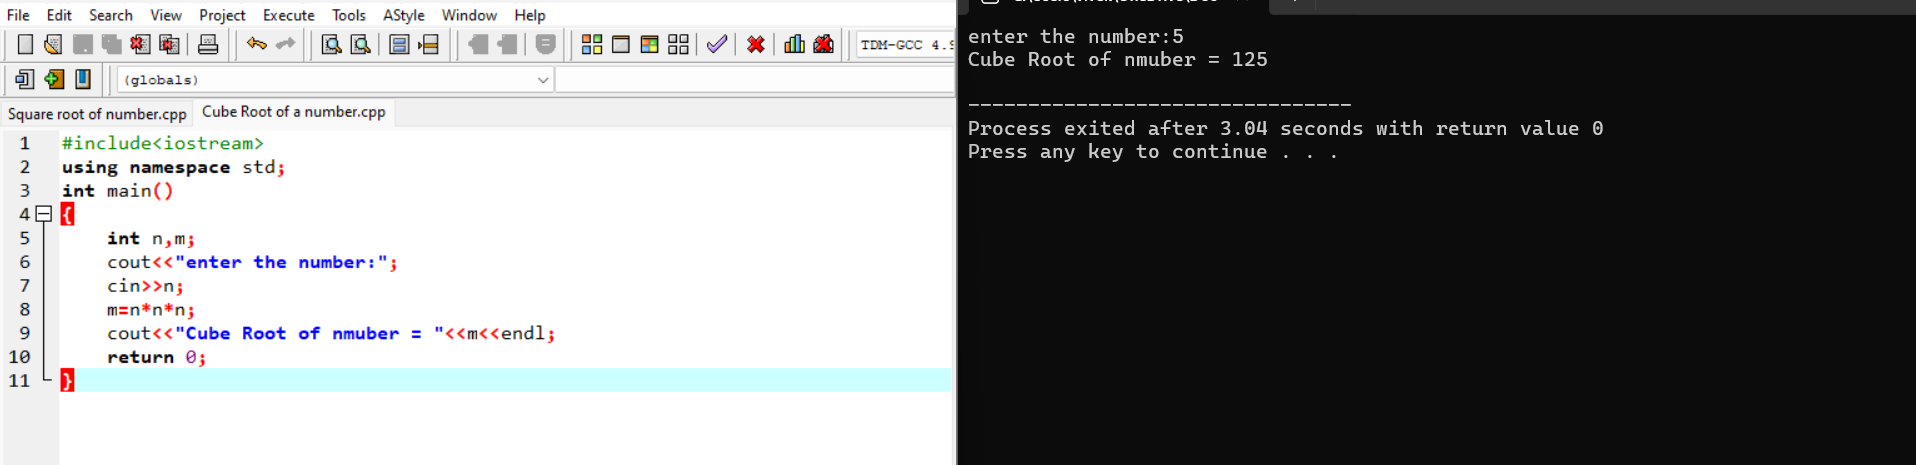 File Edit Search View Project Execute Tools AStyle Window Help
TDM-GCC 4.9
(globals)
Square root of number.cpp Cube Root of a number.cpp
1 #include<iostream>
2 using namespace std;
3 int main()
4 {
5 int n,m;
6 cout<<"enter the number:";
7 cin>>n;
8 m=n*n*n;
9 cout<<"Cube Root of nmuber = "<<m<<endl;
10 return 0;
11 }
enter the number:5
Cube Root of nmuber = 125
--------------------------------
Process exited after 3.04 seconds with return value 0
Press any key to continue . . .